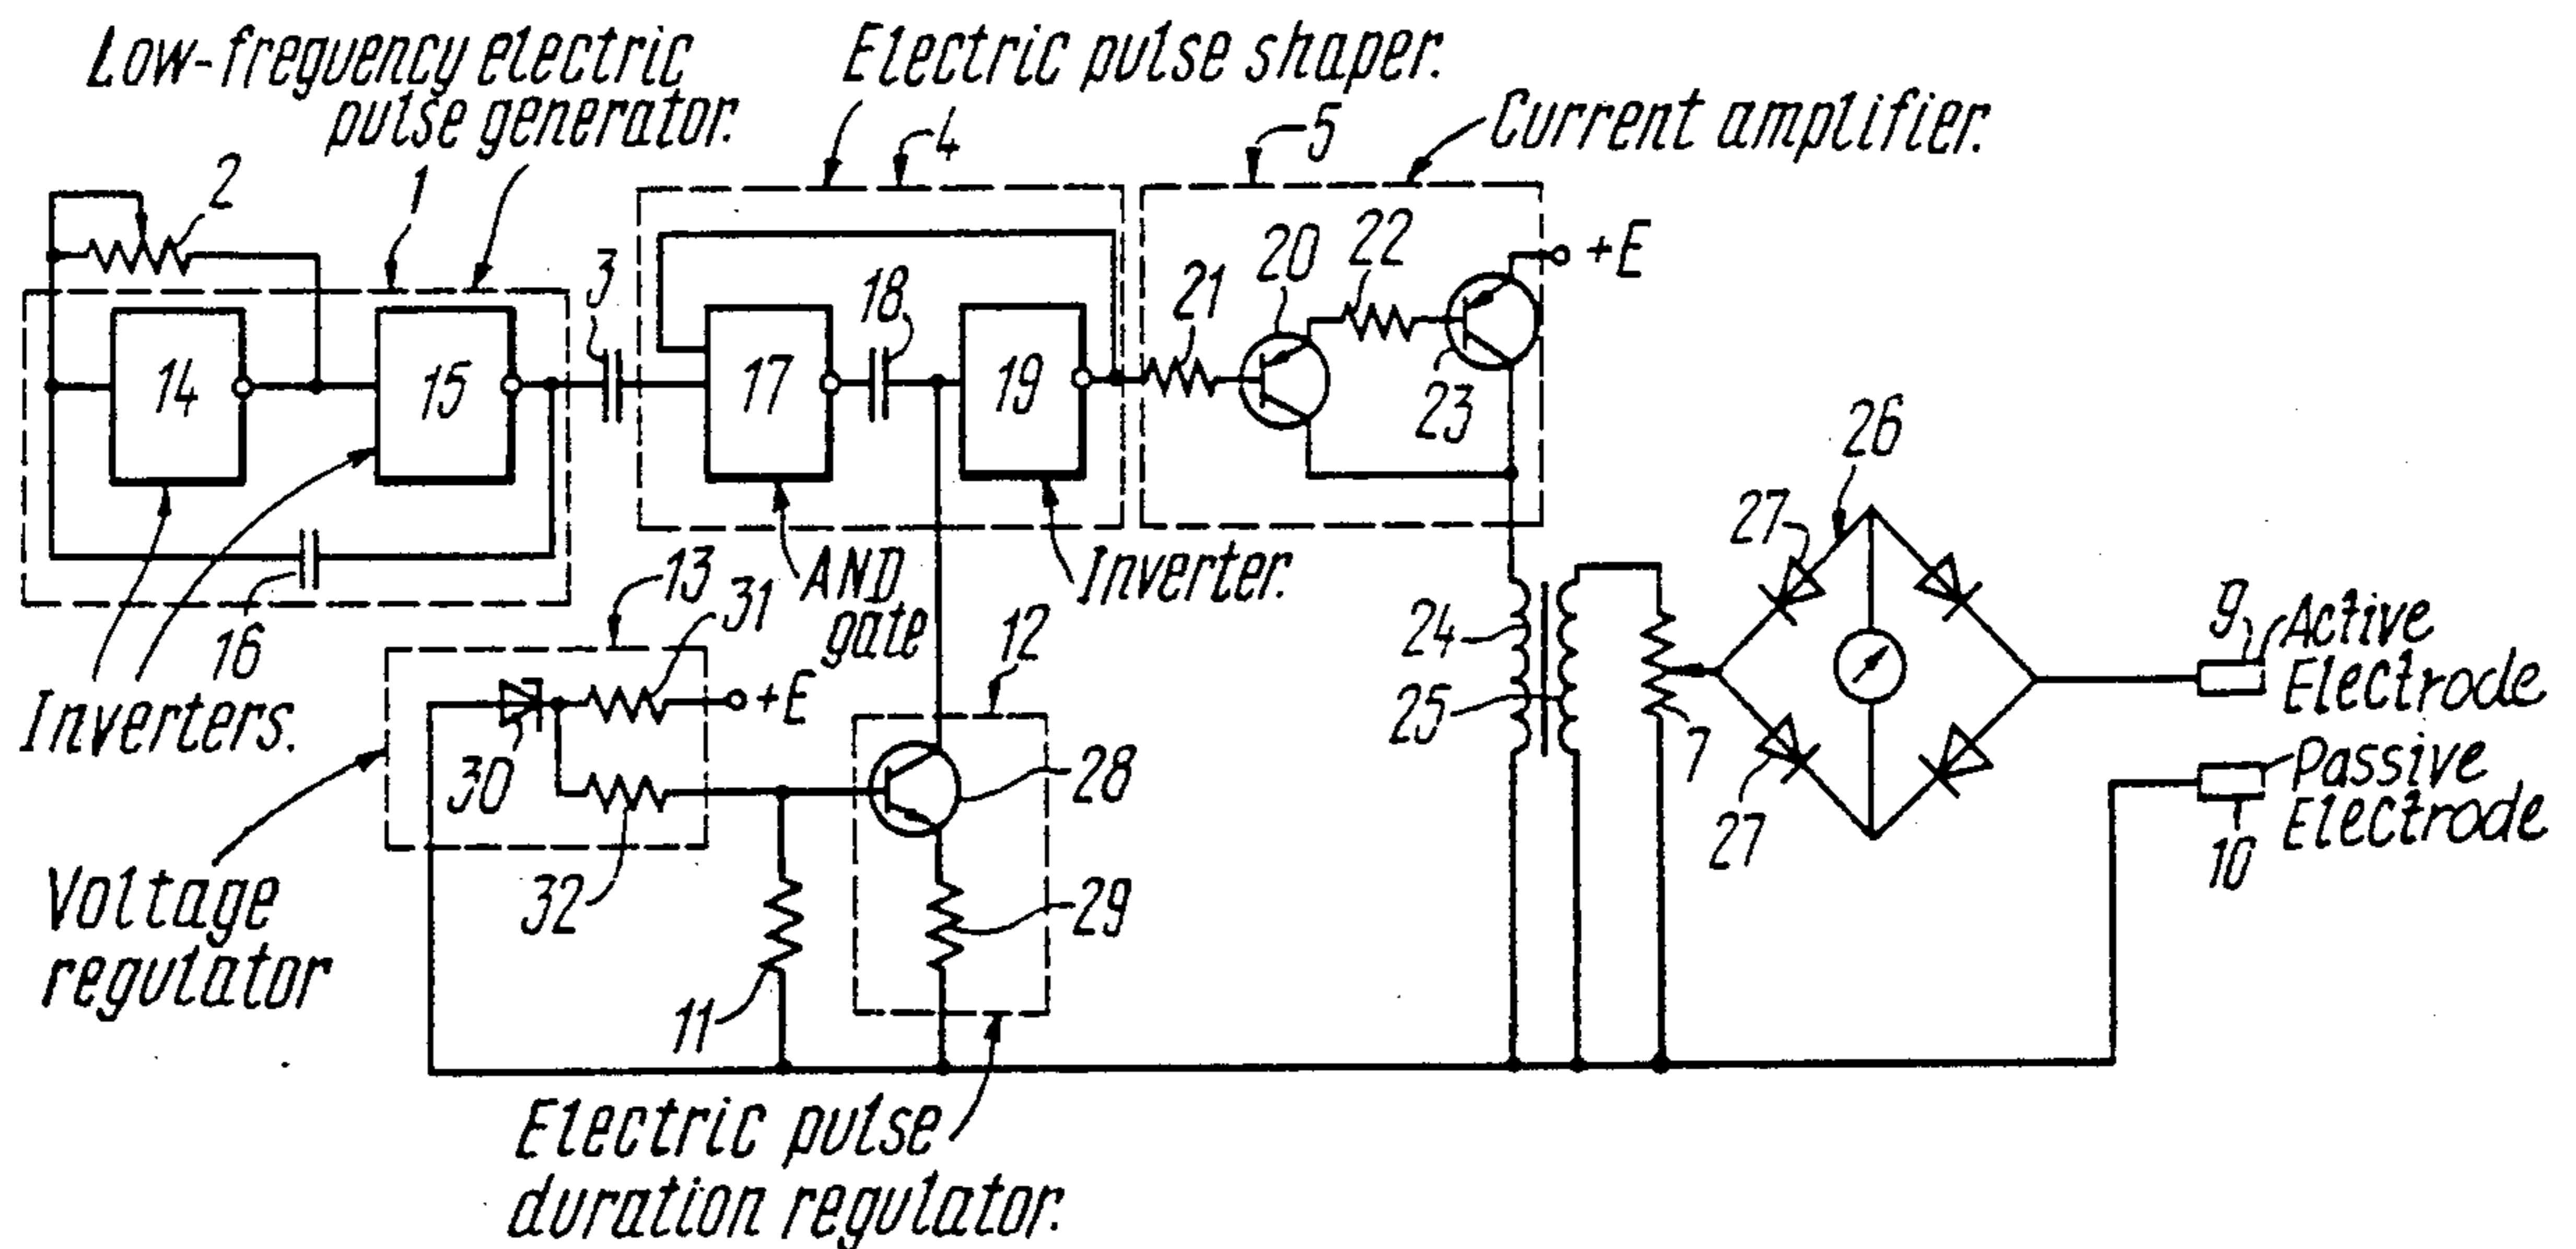 Low-freguency electric
pulse generator.
Electric pulse shaper.
Current amplifier.
1
2
3
4
5
14
15
16
Inverters.
17
18
19
AND
gate
Inverter.
20
21
22
23
+E
24
25
26
27
27
7
9
Active
Electrode
Passive
Electrode
10
13
31
+E
30
32
Voltage
regulator
11
12
28
29
Electric pulse
duration regulator.